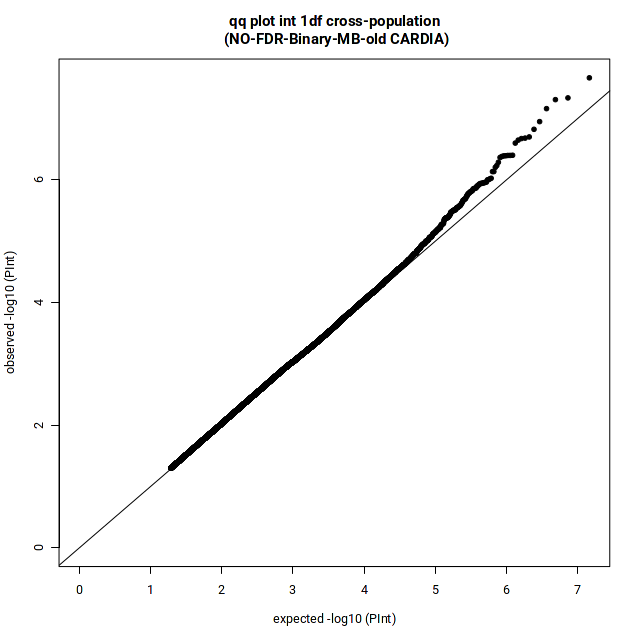 qq plot int 1df cross-population
(NO-FDR-Binary-MB-old CARDIA)
observed -log10 (PInt)
6
4
2
0
0 1 2 3 4 5 6 7
expected -log10 (PInt)